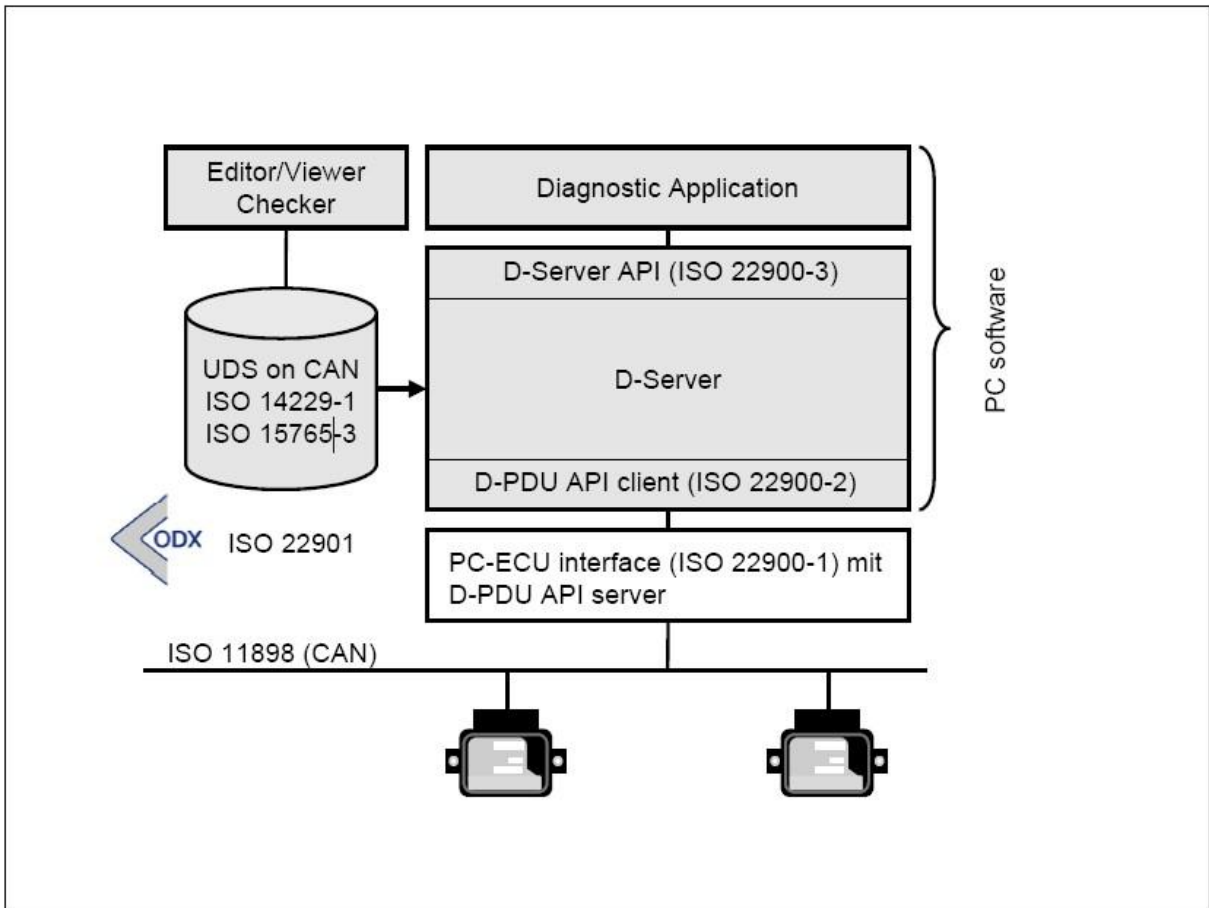 Editor/Viewer
Checker
Diagnostic Application
D-Server API (ISO 22900-3)
UDS on CAN
ISO 14229-1
ISO 15765-3
D-Server
D-PDU API client (ISO 22900-2)
PC software
ODX
ISO 22901
PC-ECU interface (ISO 22900-1) mit
D-PDU API server
ISO 11898 (CAN)